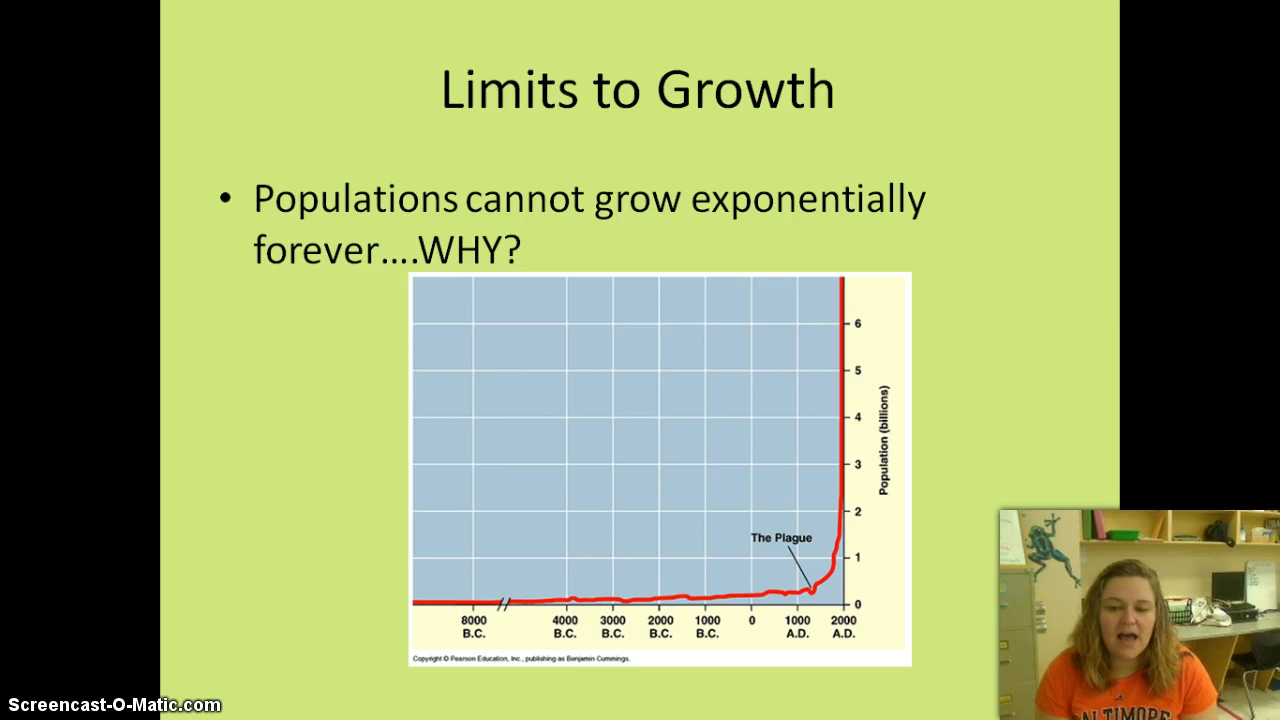 Limits to Growth
• Populations cannot grow exponentially
forever....WHY?
6
5
4
3
2
1
0
Population (billions)
The Plague
8000 4000 3000 2000 1000 0 1000 2000
B.C. B.C. B.C. B.C. B.C. A.D. A.D.
Copyright © Pearson Education, Inc., publishing as Benjamin Cummings.
BALTIMORE
Screencast-O-Matic.com